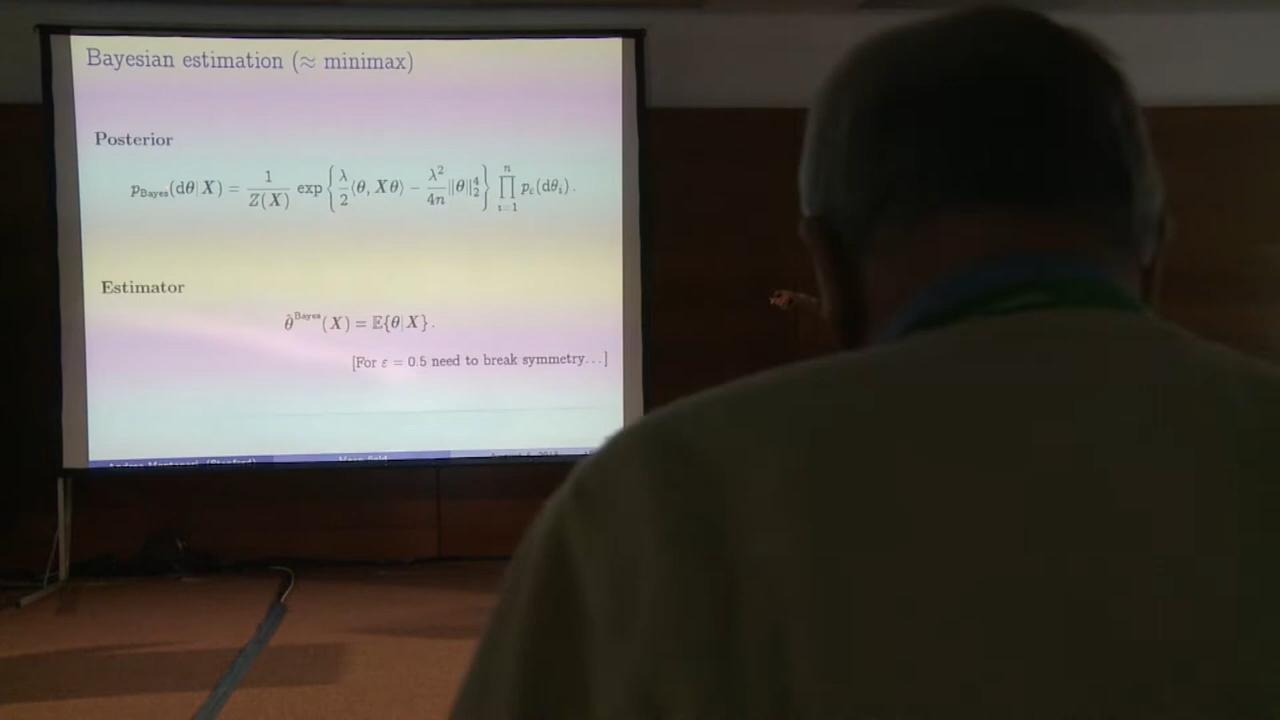 Bayesian estimation (≈ minimax)
Posterior
p_Bayes(dθ|X) = 1/Z(X) exp{λ/2⟨θ, Xθ⟩ − λ²/4n ‖θ‖₂⁴} ∏_{i=1}^{n} p_ε(dθ_i).
Estimator
θ̂^Bayes(X) = 𝔼{θ|X}.
[For ε = 0.5 need to break symmetry...]
Andrea Montanari (Stanford) Mean field